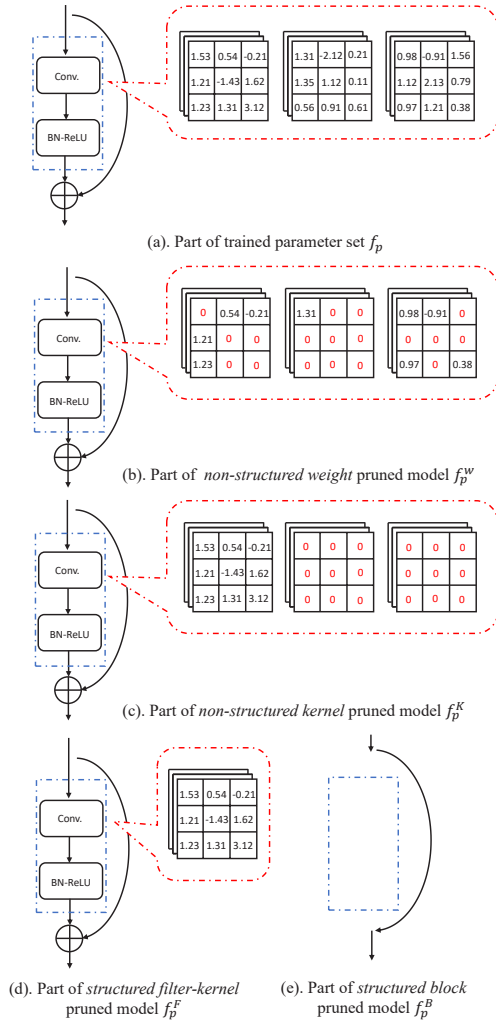 1.53 0.54 -0.21 1.31 -2.12 0.21 0.98 -0.91 1.56
Conv.
1.21 -1.43 1.62 1.35 1.12 0.11 1.12 2.13 0.79
1.23 1.31 3.12 0.56 0.91 0.61 0.97 1.21 0.38
BN-ReLU
(a). Part of trained parameter set f_p
0 0.54 -0.21 1.31 0 0 0.98 -0.91 0
Conv.
1.21 0 0 0 0 0 0 0 0
1.23 0 0 0 0 0 0.97 0 0.38
BN-ReLU
(b). Part of non-structured weight pruned model f_p^W
1.53 0.54 -0.21 0 0 0 0 0 0
Conv.
1.21 -1.43 1.62 0 0 0 0 0 0
1.23 1.31 3.12 0 0 0 0 0 0
BN-ReLU
(c). Part of non-structured kernel pruned model f_p^K
1.53 0.54 -0.21
Conv.
1.21 -1.43 1.62
1.23 1.31 3.12
BN-ReLU
(d). Part of structured filter-kernel
pruned model f_p^F
(e). Part of structured block
pruned model f_p^B